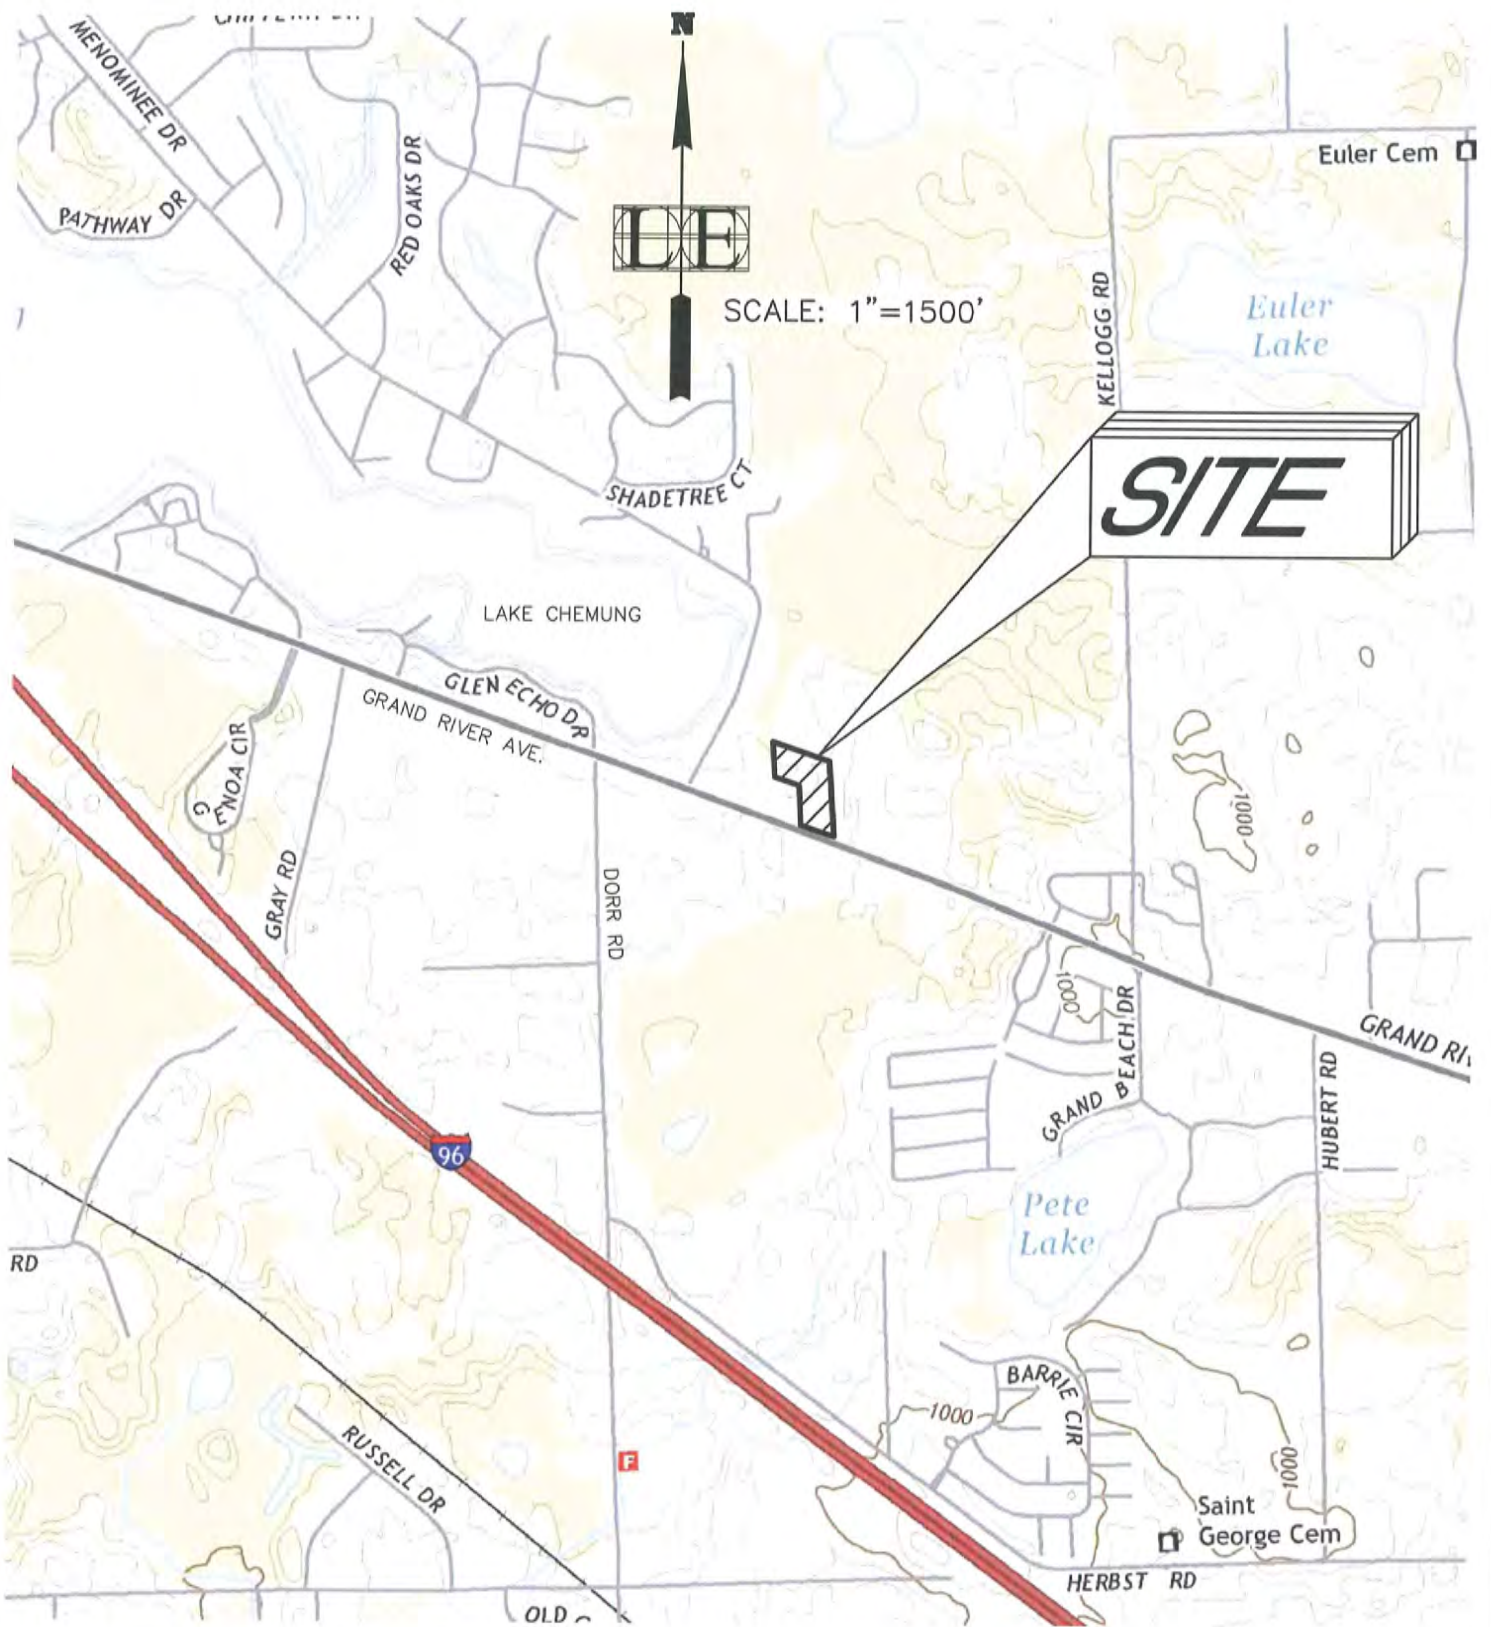 N
MENOMINEE DR
PATHWAY DR
RED OAKS DR
LE
SCALE: 1"=1500'
Euler Cem
KELLOGG RD
Euler
Lake
SITE
SHADETREE CT
LAKE CHEMUNG
GLEN ECHO DR
GRAND RIVER AVE.
GENOA CIR
GRAY RD
DORR RD
1000
1000
GRAND RIV
GRAND BEACH DR
HUBERT RD
96
Pete
Lake
RD
BARRIE CIR
1000
1000
F
RUSSELL DR
Saint
George Cem
HERBST RD
OLD